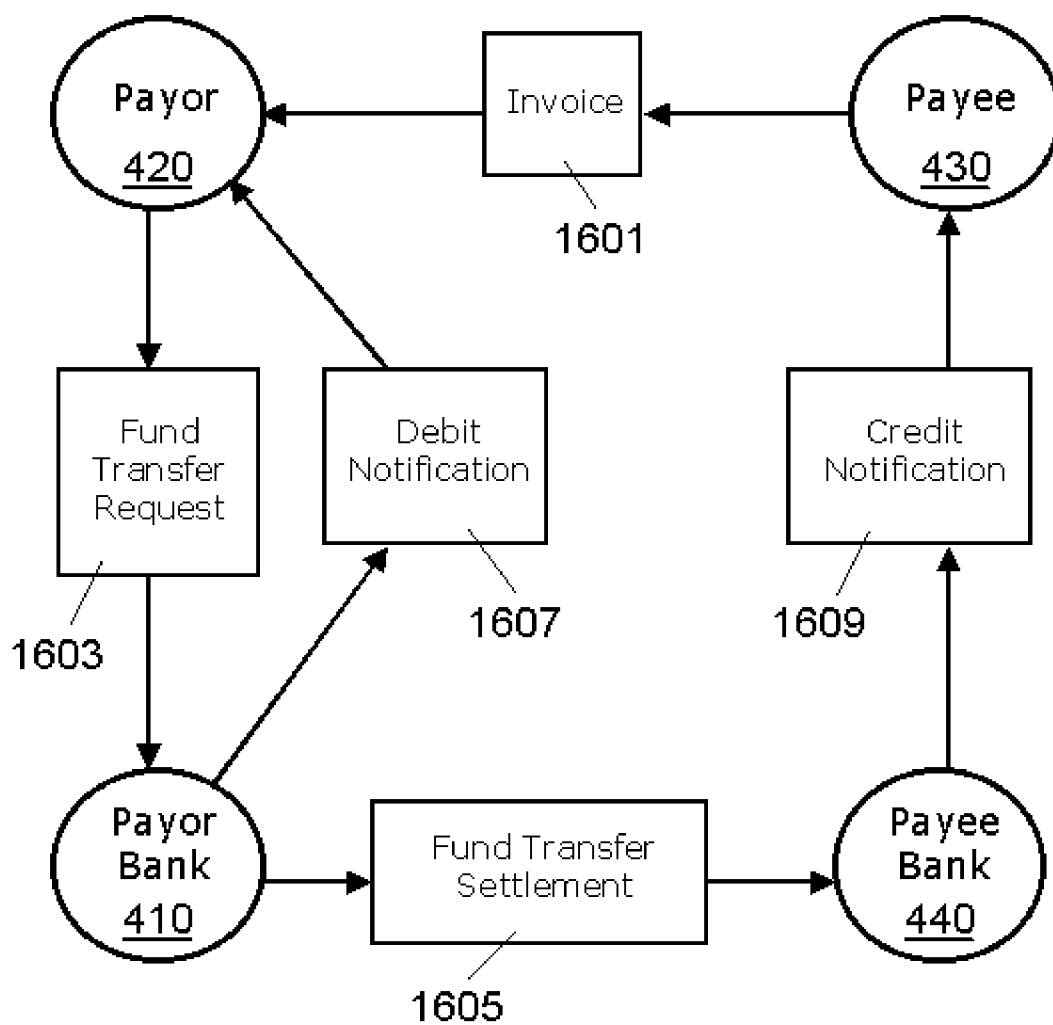 Payor
420
Invoice
1601
Payee
430
Fund
Transfer
Request
1603
Debit
Notification
1607
Credit
Notification
1609
Payor
Bank
410
Fund Transfer
Settlement
1605
Payee
Bank
440